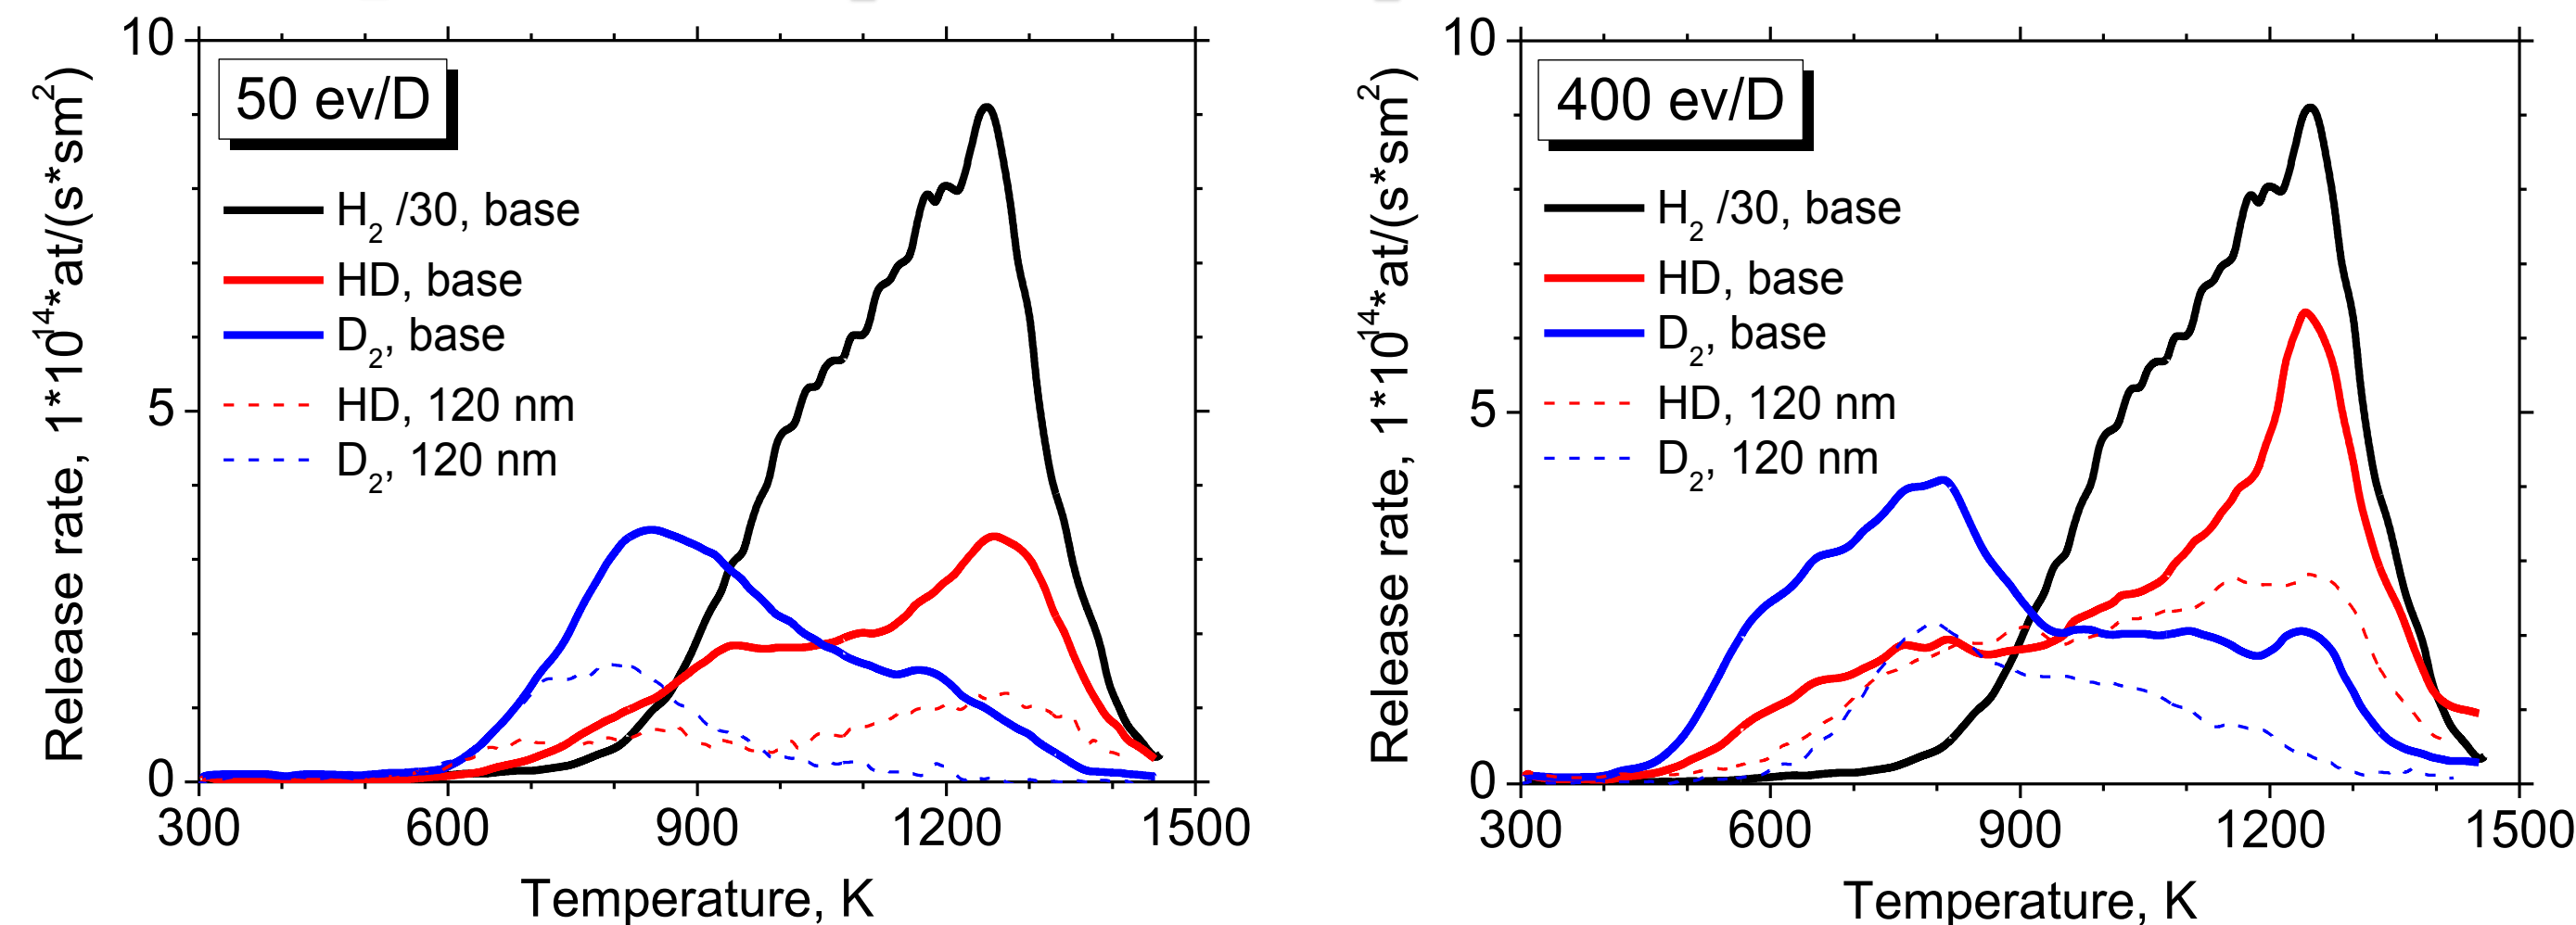 10
50 ev/D
H2 /30, base
HD, base
D2, base
HD, 120 nm
D2, 120 nm
5
0
300 600 900 1200 1500
Temperature, K
Release rate, 1*10^14*at/(s*sm^2)
10
400 ev/D
H2 /30, base
HD, base
D2, base
HD, 120 nm
D2, 120 nm
5
0
300 600 900 1200 1500
Temperature, K
Release rate, 1*10^14*at/(s*sm^2)